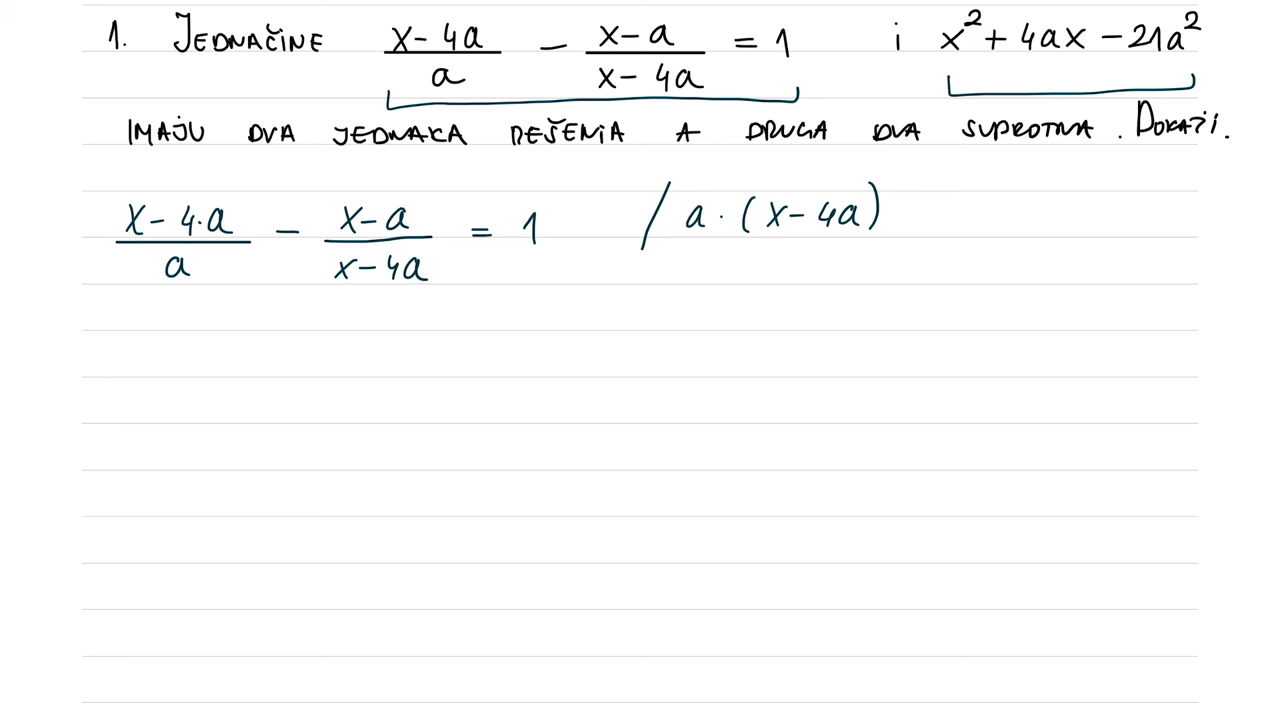 1. JEDNAČINE (x-4a)/a - (x-a)/(x-4a) = 1 i x² + 4ax - 21a²
IMAJU DVA JEDNAKA REŠENJA A DRUGA DVA SUPROTNA. DOKAŽI.
(x-4·a)/a - (x-a)/(x-4a) = 1 / a · (x-4a)